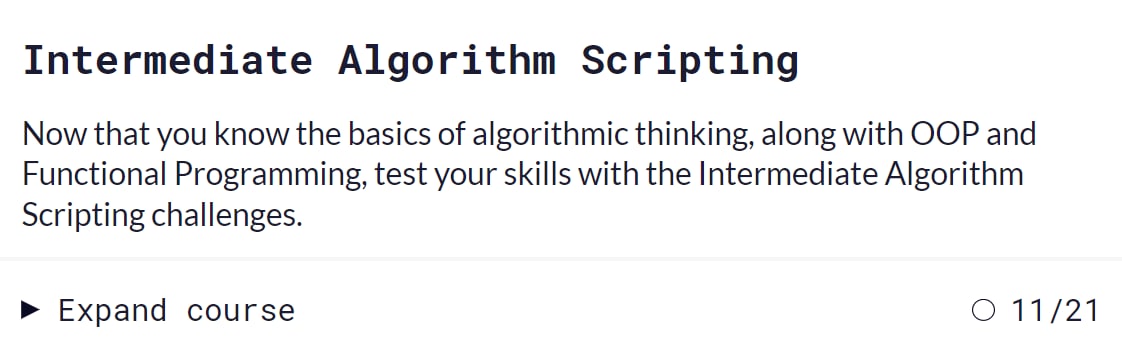 Intermediate Algorithm Scripting
Now that you know the basics of algorithmic thinking, along with OOP and
Functional Programming, test your skills with the Intermediate Algorithm
Scripting challenges.
Expand course 11/21